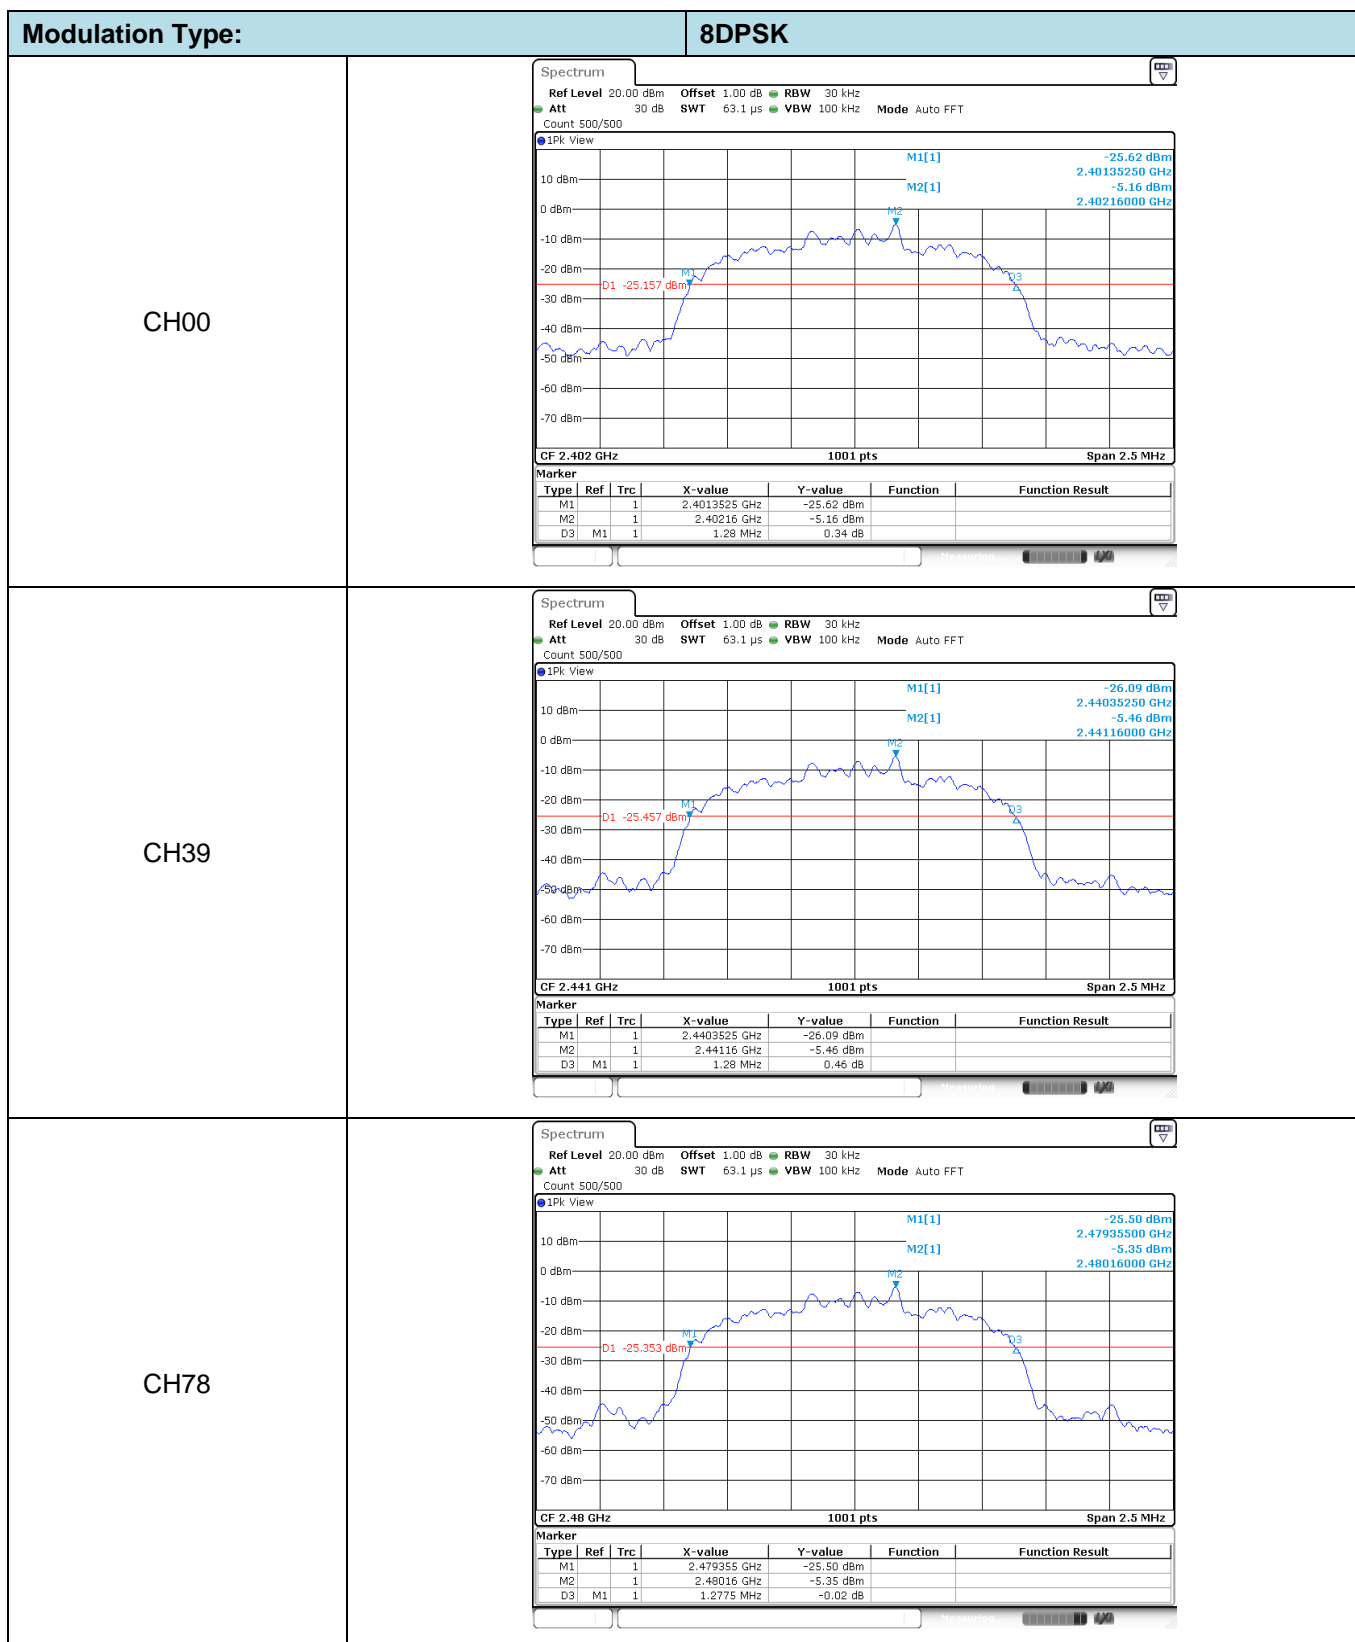 Modulation Type: 8DPSK
CH00
Spectrum
Ref Level 20.00 dBm Offset 1.00 dB RBW 30 kHz
Att 30 dB SWT 63.1 µs VBW 100 kHz Mode Auto FFT
Count 500/500
1Pk View
M1[1] -25.62 dBm
2.40135250 GHz
10 dBm
M2[1] -5.16 dBm
2.40216000 GHz
0 dBm
M2
-10 dBm
-20 dBm
M1
D3
D1 -25.157 dBm
-30 dBm
-40 dBm
-50 dBm
-60 dBm
-70 dBm
CF 2.402 GHz 1001 pts Span 2.5 MHz
Marker
Type Ref Trc X-value Y-value Function Function Result
M1 1 2.4013525 GHz -25.62 dBm
M2 1 2.40216 GHz -5.16 dBm
D3 M1 1 1.28 MHz 0.34 dB
Measuring...
CH39
Spectrum
Ref Level 20.00 dBm Offset 1.00 dB RBW 30 kHz
Att 30 dB SWT 63.1 µs VBW 100 kHz Mode Auto FFT
Count 500/500
1Pk View
M1[1] -26.09 dBm
2.44035250 GHz
10 dBm
M2[1] -5.46 dBm
2.44116000 GHz
0 dBm
M2
-10 dBm
-20 dBm
M1
D3
D1 -25.457 dBm
-30 dBm
-40 dBm
-50 dBm
-60 dBm
-70 dBm
CF 2.441 GHz 1001 pts Span 2.5 MHz
Marker
Type Ref Trc X-value Y-value Function Function Result
M1 1 2.4403525 GHz -26.09 dBm
M2 1 2.44116 GHz -5.46 dBm
D3 M1 1 1.28 MHz 0.46 dB
Measuring...
CH78
Spectrum
Ref Level 20.00 dBm Offset 1.00 dB RBW 30 kHz
Att 30 dB SWT 63.1 µs VBW 100 kHz Mode Auto FFT
Count 500/500
1Pk View
M1[1] -25.50 dBm
2.47935500 GHz
10 dBm
M2[1] -5.35 dBm
2.48016000 GHz
0 dBm
M2
-10 dBm
-20 dBm
M1
D3
D1 -25.353 dBm
-30 dBm
-40 dBm
-50 dBm
-60 dBm
-70 dBm
CF 2.48 GHz 1001 pts Span 2.5 MHz
Marker
Type Ref Trc X-value Y-value Function Function Result
M1 1 2.479355 GHz -25.50 dBm
M2 1 2.48016 GHz -5.35 dBm
D3 M1 1 1.2775 MHz -0.02 dB
Measuring...